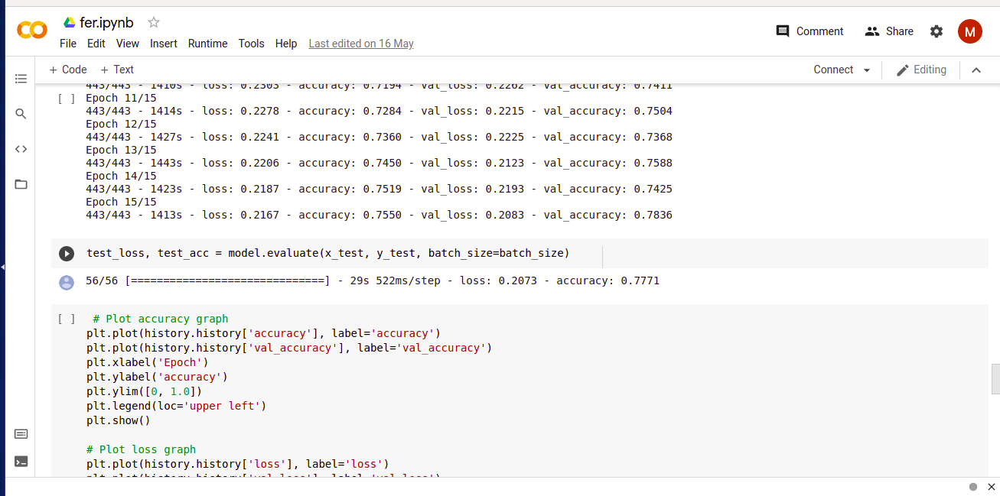 fer.ipynb
File Edit View Insert Runtime Tools Help Last edited on 16 May
Comment Share M
+ Code + Text
Connect Editing
443/443 - 1410s - loss: 0.2303 - accuracy: 0.7194 - val_loss: 0.2262 - val_accuracy: 0.7411
[ ] Epoch 11/15
443/443 - 1414s - loss: 0.2278 - accuracy: 0.7284 - val_loss: 0.2215 - val_accuracy: 0.7504
Epoch 12/15
443/443 - 1427s - loss: 0.2241 - accuracy: 0.7360 - val_loss: 0.2225 - val_accuracy: 0.7368
Epoch 13/15
443/443 - 1443s - loss: 0.2206 - accuracy: 0.7450 - val_loss: 0.2123 - val_accuracy: 0.7588
Epoch 14/15
443/443 - 1423s - loss: 0.2187 - accuracy: 0.7519 - val_loss: 0.2193 - val_accuracy: 0.7425
Epoch 15/15
443/443 - 1413s - loss: 0.2167 - accuracy: 0.7550 - val_loss: 0.2083 - val_accuracy: 0.7836
test_loss, test_acc = model.evaluate(x_test, y_test, batch_size=batch_size)
56/56 [==============================] - 29s 522ms/step - loss: 0.2073 - accuracy: 0.7771
[ ] # Plot accuracy graph
plt.plot(history.history['accuracy'], label='accuracy')
plt.plot(history.history['val_accuracy'], label='val_accuracy')
plt.xlabel('Epoch')
plt.ylabel('accuracy')
plt.ylim([0, 1.0])
plt.legend(loc='upper left')
plt.show()
# Plot loss graph
plt.plot(history.history['loss'], label='loss')
plt.plot(history.history['val_loss'], label='val_loss')